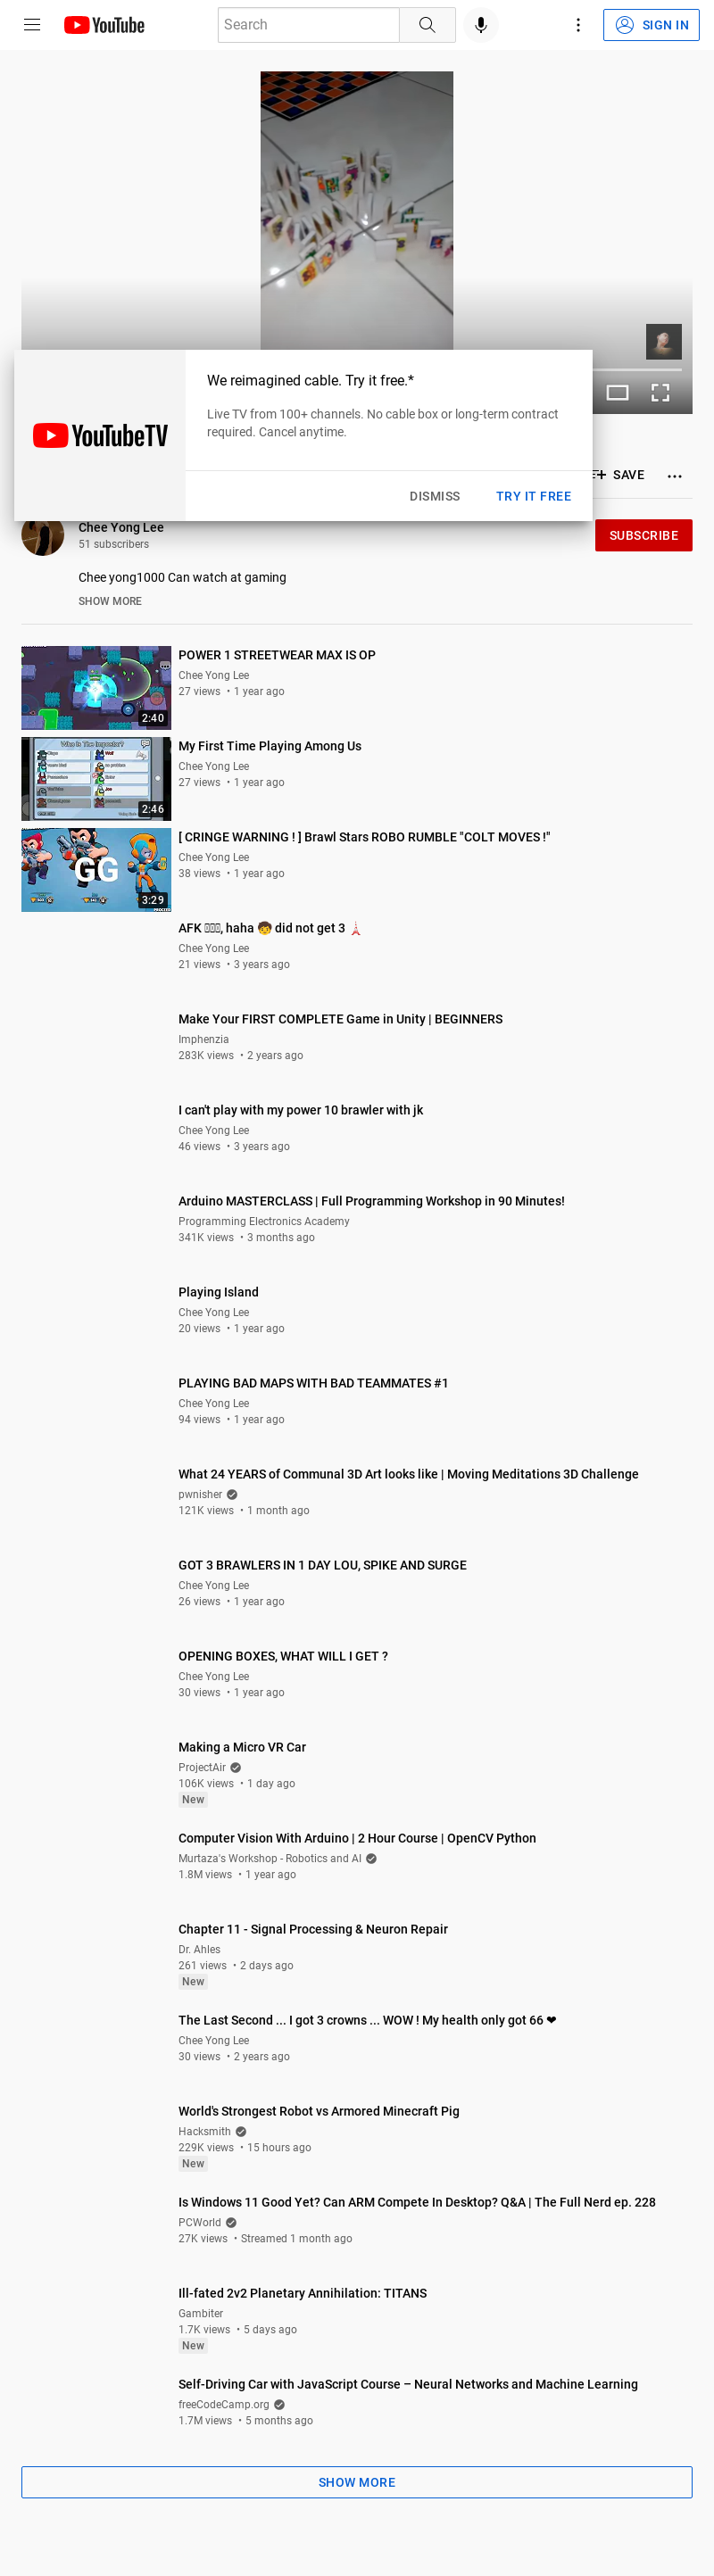 YouTube
Search
SIGN IN
We reimagined cable. Try it free.*
Live TV from 100+ channels. No cable box or long-term contract
required. Cancel anytime.
YouTubeTV
DISMISS
TRY IT FREE
SAVE
Chee Yong Lee
51 subscribers
SUBSCRIBE
Chee yong1000 Can watch at gaming
SHOW MORE
POWER 1 STREETWEAR MAX IS OP
Chee Yong Lee
27 views • 1 year ago
2:40
My First Time Playing Among Us
Chee Yong Lee
27 views • 1 year ago
Who Is The Impostor?
2:46
[ CRINGE WARNING ! ] Brawl Stars ROBO RUMBLE "COLT MOVES !"
Chee Yong Lee
38 views • 1 year ago
GG
3:29
AFK , haha 🧒 did not get 3 🗼
Chee Yong Lee
21 views • 3 years ago
Make Your FIRST COMPLETE Game in Unity | BEGINNERS
Imphenzia
283K views • 2 years ago
I can't play with my power 10 brawler with jk
Chee Yong Lee
46 views • 3 years ago
Arduino MASTERCLASS | Full Programming Workshop in 90 Minutes!
Programming Electronics Academy
341K views • 3 months ago
Playing Island
Chee Yong Lee
20 views • 1 year ago
PLAYING BAD MAPS WITH BAD TEAMMATES #1
Chee Yong Lee
94 views • 1 year ago
What 24 YEARS of Communal 3D Art looks like | Moving Meditations 3D Challenge
pwnisher
121K views • 1 month ago
GOT 3 BRAWLERS IN 1 DAY LOU, SPIKE AND SURGE
Chee Yong Lee
26 views • 1 year ago
OPENING BOXES, WHAT WILL I GET ?
Chee Yong Lee
30 views • 1 year ago
Making a Micro VR Car
ProjectAir
106K views • 1 day ago
New
Computer Vision With Arduino | 2 Hour Course | OpenCV Python
Murtaza's Workshop - Robotics and AI
1.8M views • 1 year ago
Chapter 11 - Signal Processing & Neuron Repair
Dr. Ahles
261 views • 2 days ago
New
The Last Second ... I got 3 crowns ... WOW ! My health only got 66 ❤
Chee Yong Lee
30 views • 2 years ago
World's Strongest Robot vs Armored Minecraft Pig
Hacksmith
229K views • 15 hours ago
New
Is Windows 11 Good Yet? Can ARM Compete In Desktop? Q&A | The Full Nerd ep. 228
PCWorld
27K views • Streamed 1 month ago
Ill-fated 2v2 Planetary Annihilation: TITANS
Gambiter
1.7K views • 5 days ago
New
Self-Driving Car with JavaScript Course – Neural Networks and Machine Learning
freeCodeCamp.org
1.7M views • 5 months ago
SHOW MORE